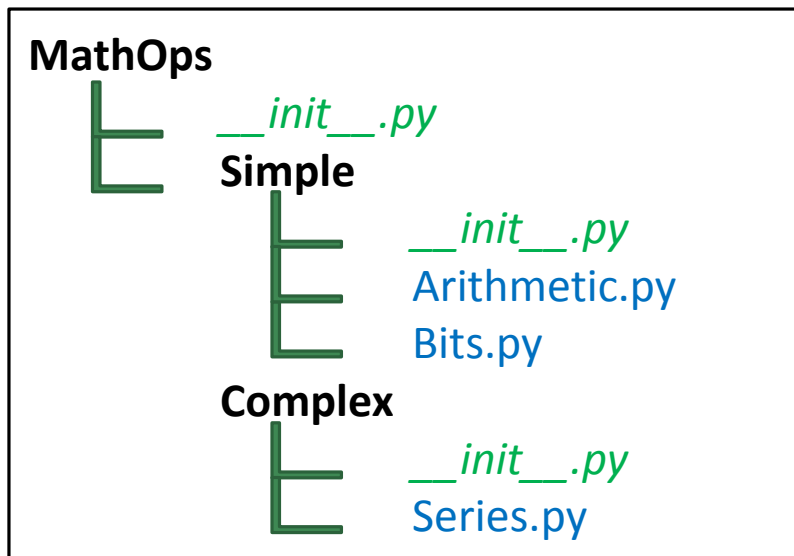 MathOps
__init__.py
Simple
__init__.py
Arithmetic.py
Bits.py
Complex
__init__.py
Series.py